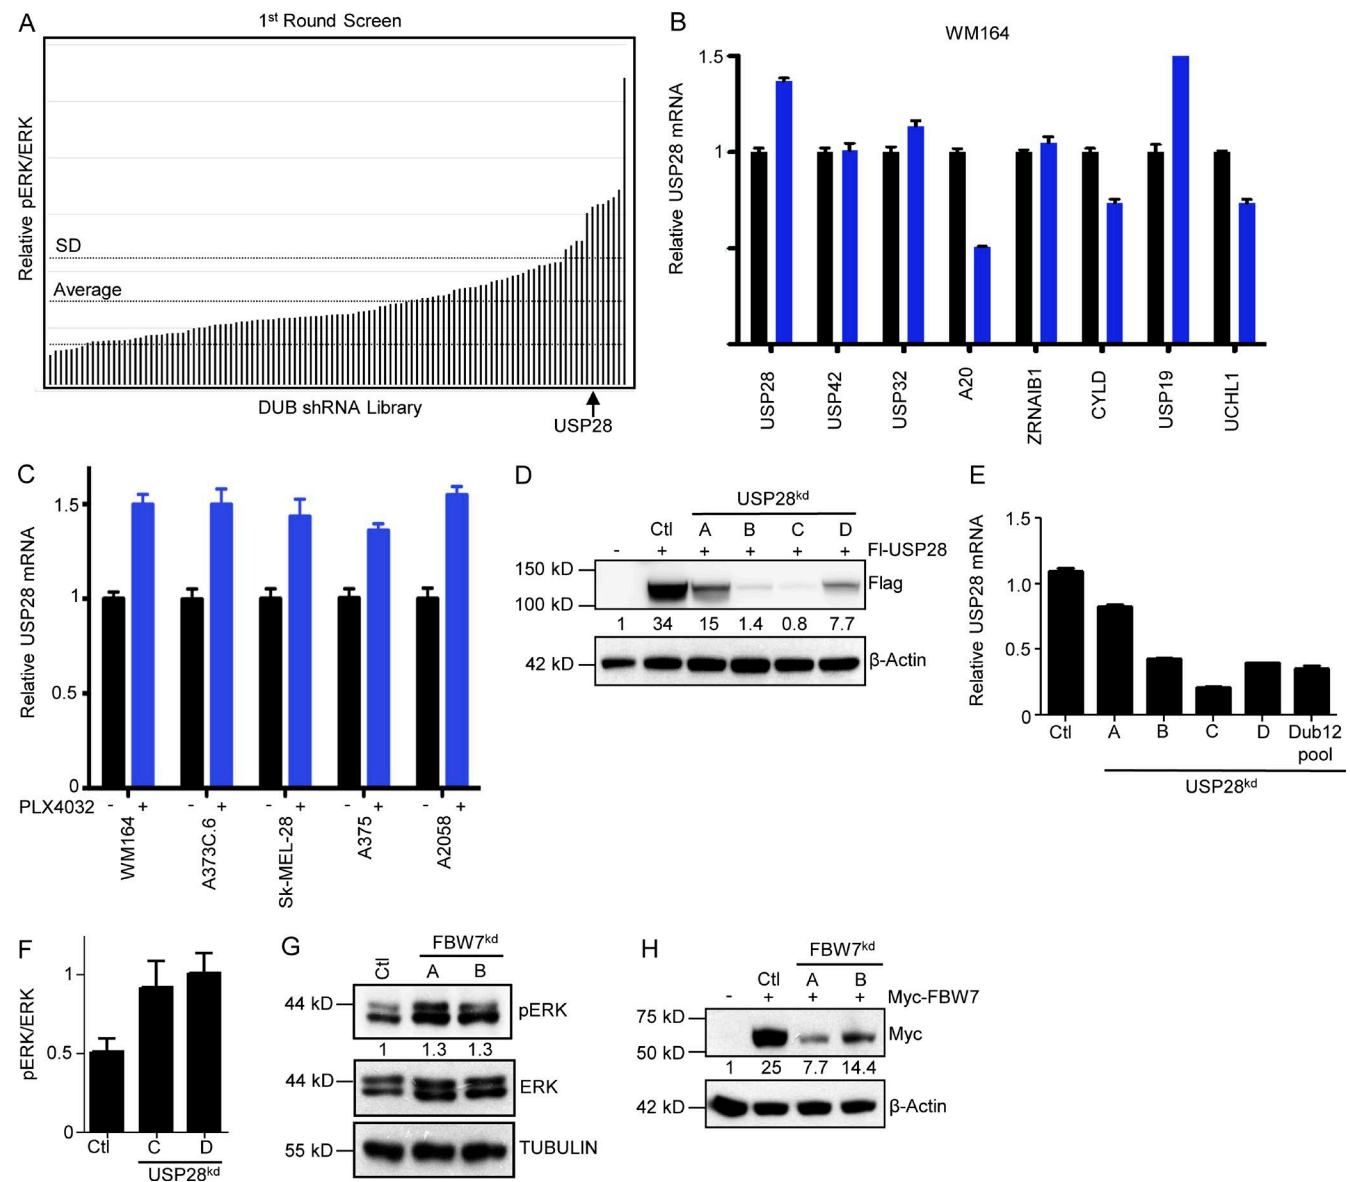 A
1st Round Screen
Relative pERK/ERK
SD
Average
DUB shRNA Library
USP28
B
WM164
Relative USP28 mRNA
1.5
1
USP28
USP42
USP32
A20
ZRNAIB1
CYLD
USP19
UCHL1
C
Relative USP28 mRNA
1.5
1
0.5
0
PLX4032 - + - + - + - + - +
WM164
A373C.6
Sk-MEL-28
A375
A2058
D
USP28kd
Ctl A B C D
- + + + + + Fl-USP28
150 kD
Flag
100 kD
1 34 15 1.4 0.8 7.7
42 kD
β-Actin
E
Relative USP28 mRNA
1.5
1.0
0.5
0
Ctl A B C D Dub12
pool
USP28kd
F
pERK/ERK
1
0.5
0
Ctl C D
USP28kd
G
FBW7kd
Ctl A B
44 kD
pERK
1 1.3 1.3
44 kD
ERK
55 kD
TUBULIN
H
FBW7kd
Ctl A B
- + + + Myc-FBW7
75 kD
Myc
50 kD
1 25 7.7 14.4
42 kD
β-Actin